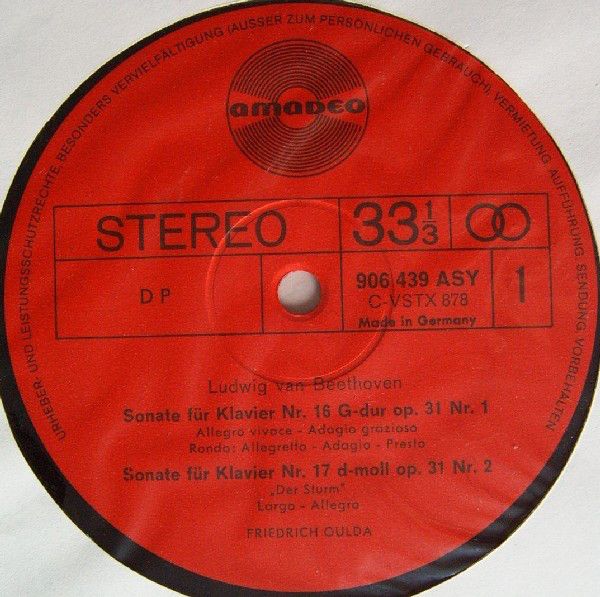 URHEBER- UND LEISTUNGSSCHUTZRECHTE, BESONDERS VERVIELFÄLTIGUNG (AUSSER ZUM PERSÖNLICHEN GEBRAUCH), VERMIETUNG, AUFFÜHRUNG, SENDUNG, VORBEHALTEN
amadeo
STEREO 33 1/3
DP 906 439 ASY 1
C-VSTX 878
Made in Germany
Ludwig van Beethoven
Sonate für Klavier Nr. 16 G-dur op. 31 Nr. 1
Allegro vivace - Adagio grazioso
Rondo: Allegretto - Adagio - Presto
Sonate für Klavier Nr. 17 d-moll op. 31 Nr. 2
„Der Sturm"
Largo - Allegro
FRIEDRICH GULDA